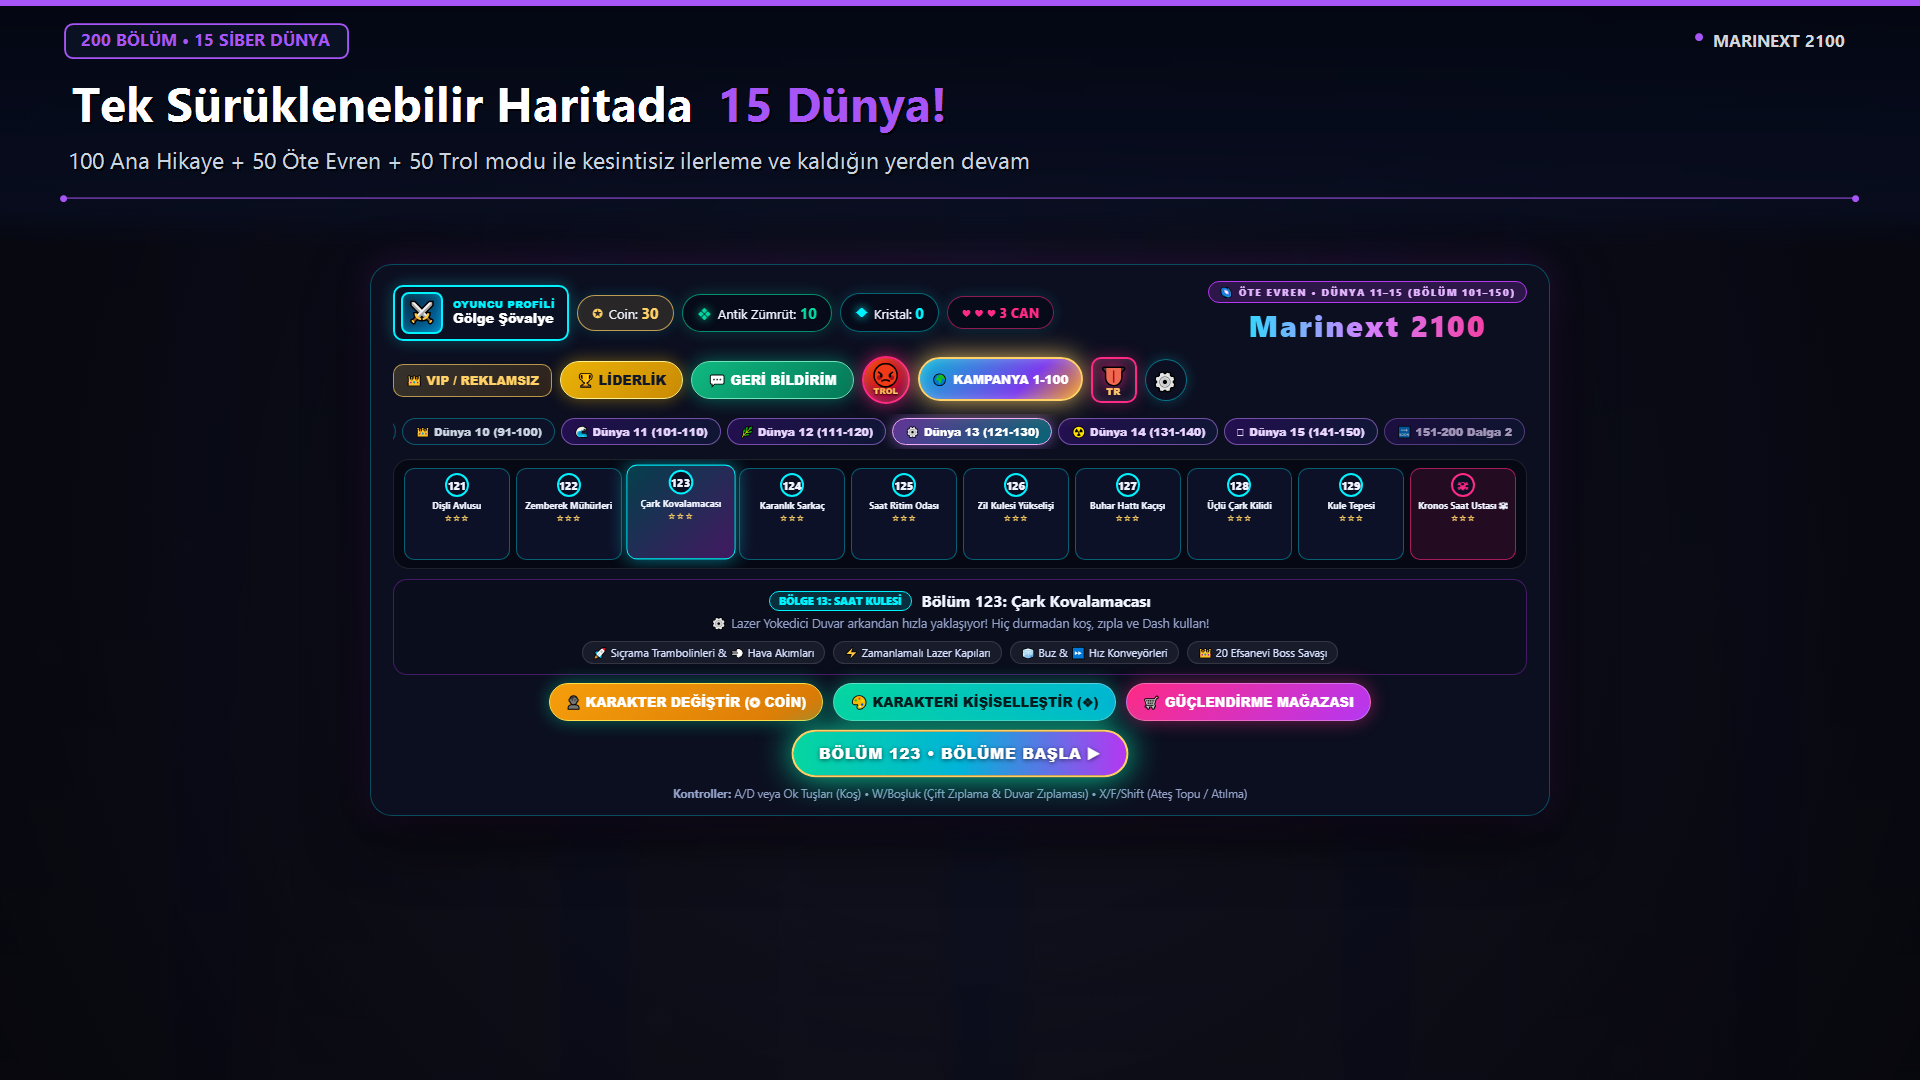 200 BÖLÜM • 15 SİBER DÜNYA
MARINEXT 2100
Tek Sürüklenebilir Haritada 15 Dünya!
100 Ana Hikaye + 50 Öte Evren + 50 Trol modu ile kesintisiz ilerleme ve kaldığın yerden devam
OYUNCU PROFİLİ
Gölge Şövalye
Coin: 30
Antik Zümrüt: 10
Kristal: 0
3 CAN
ÖTE EVREN • DÜNYA 11–15 (BÖLÜM 101–150)
Marinext 2100
VIP / REKLAMSIZ
LİDERLİK
GERİ BİLDİRİM
TROL
KAMPANYA 1-100
TR
Dünya 10 (91-100)
Dünya 11 (101-110)
Dünya 12 (111-120)
Dünya 13 (121-130)
Dünya 14 (131-140)
Dünya 15 (141-150)
151-200 Dalga 2
121
Dişli Avlusu
122
Zemberek Mühürleri
123
Çark Kovalamacası
124
Karanlık Sarkaç
125
Saat Ritim Odası
126
Zil Kulesi Yükselişi
127
Buhar Hattı Kaçışı
128
Üçlü Çark Kilidi
129
Kule Tepesi
Kronos Saat Ustası
BÖLGE 13: SAAT KULESİ
Bölüm 123: Çark Kovalamacası
Lazer Yokedici Duvar arkandan hızla yaklaşıyor! Hiç durmadan koş, zıpla ve Dash kullan!
Sıçrama Trambolinleri & Hava Akımları
Zamanlamalı Lazer Kapıları
Buz & Hız Konveyörleri
20 Efsanevi Boss Savaşı
KARAKTER DEĞİŞTİR (✪ COİN)
KARAKTERİ KİŞİSELLEŞTİR (❖)
GÜÇLENDİRME MAĞAZASI
BÖLÜM 123 • BÖLÜME BAŞLA ▶
Kontroller: A/D veya Ok Tuşları (Koş) • W/Boşluk (Çift Zıplama & Duvar Zıplaması) • X/F/Shift (Ateş Topu / Atılma)